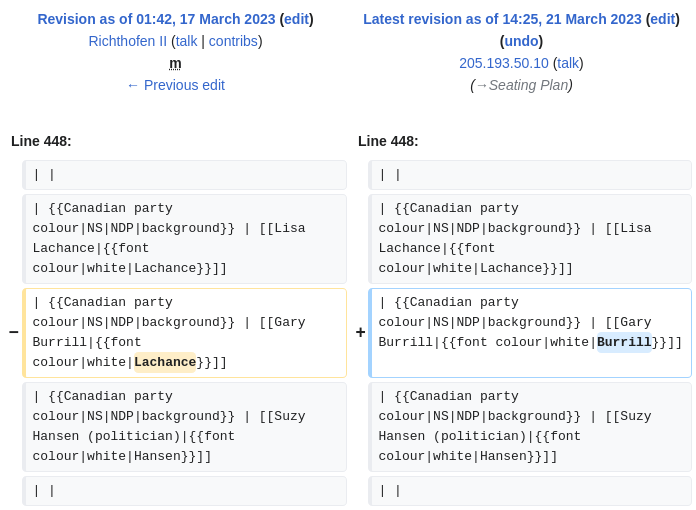 Revision as of 01:42, 17 March 2023 (edit)
Richthofen II (talk | contribs)
m
← Previous edit
Latest revision as of 14:25, 21 March 2023 (edit)
(undo)
205.193.50.10 (talk)
(→Seating Plan)
Line 448:
Line 448:
| |
| |
| {{Canadian party
colour|NS|NDP|background}} | [[Lisa
Lachance|{{font
colour|white|Lachance}}]]
| {{Canadian party
colour|NS|NDP|background}} | [[Lisa
Lachance|{{font
colour|white|Lachance}}]]
−
| {{Canadian party
colour|NS|NDP|background}} | [[Gary
Burrill|{{font
colour|white|Lachance}}]]
+
| {{Canadian party
colour|NS|NDP|background}} | [[Gary
Burrill|{{font colour|white|Burrill}}]]
| {{Canadian party
colour|NS|NDP|background}} | [[Suzy
Hansen (politician)|{{font
colour|white|Hansen}}]]
| {{Canadian party
colour|NS|NDP|background}} | [[Suzy
Hansen (politician)|{{font
colour|white|Hansen}}]]
| |
| |